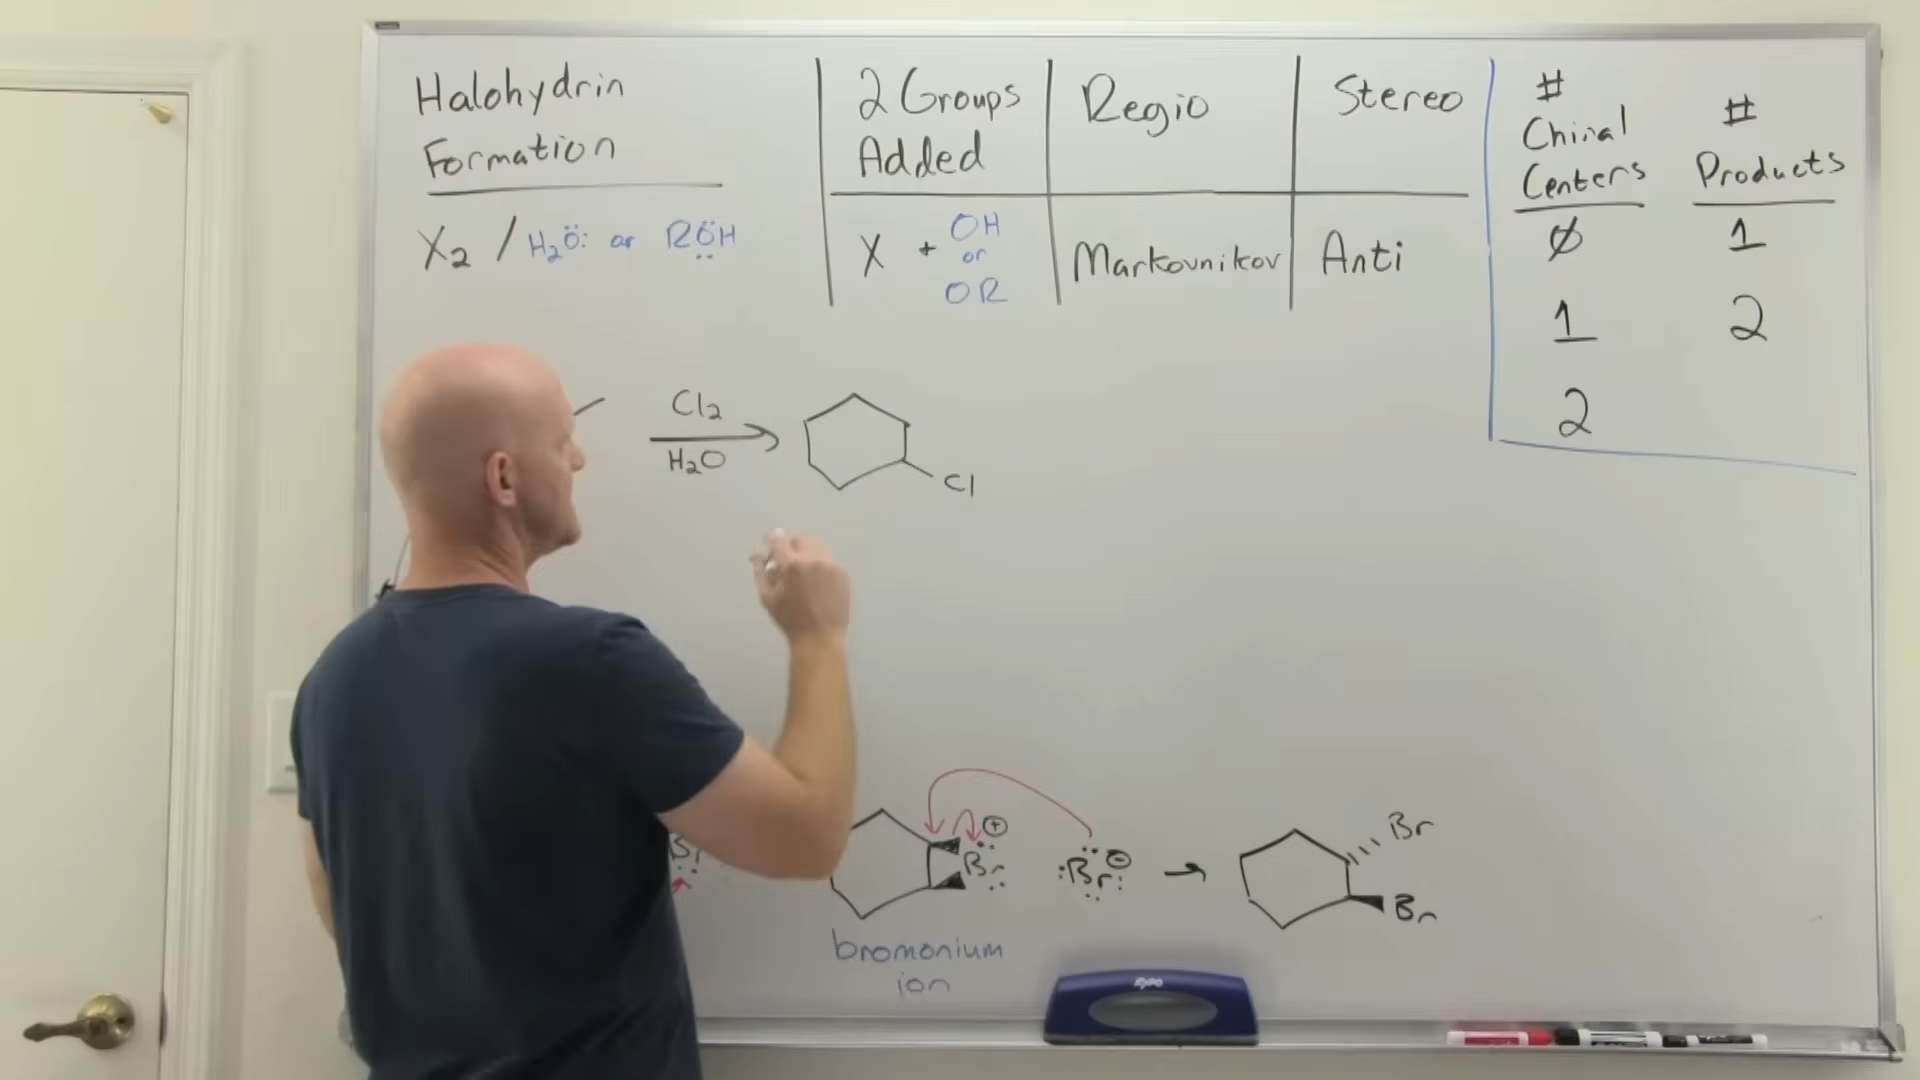 Halohydrin
Formation
X2 / H2Ö: or RÖH
2 Groups
Added
X + OH
or
OR
Regio
Markovnikov
Stereo
Anti
#
Chiral
Centers
#
Products
Ø 1
1 2
2
Cl2
H2O
Cl
⊕
Br
:Br: ⊖
Br
Br
bromonium
ion
expo